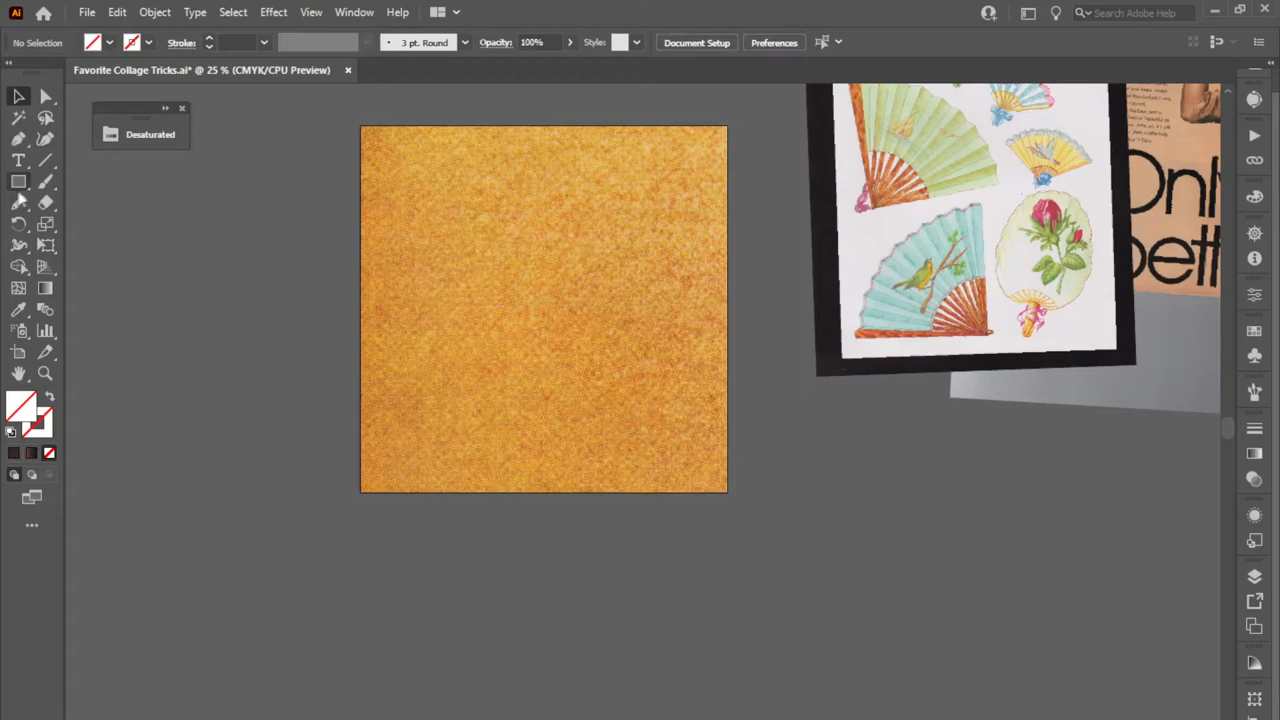 Ai File Edit Object Type Select Effect View Window Help Search Adobe Help
No Selection Stroke: 3 pt. Round Opacity: 100% Style: Document Setup Preferences
Favorite Collage Tricks.ai* @ 25 % (CMYK/CPU Preview)
Desaturated
Onl
bett